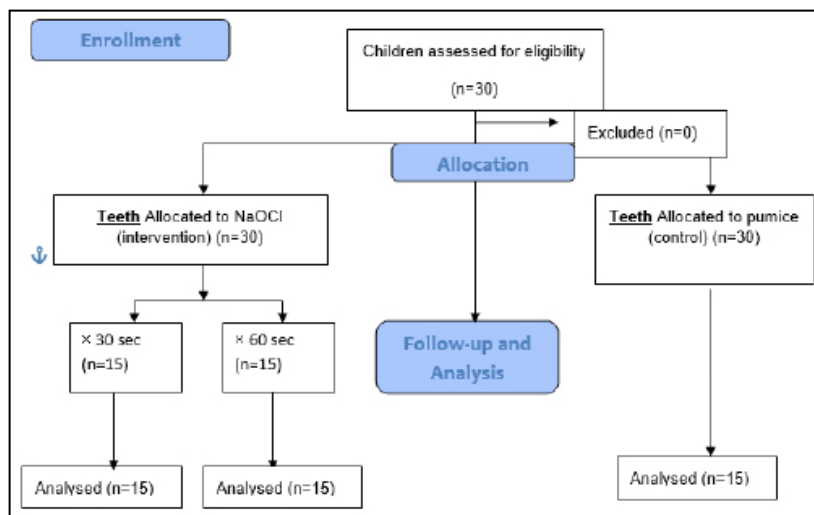 Enrollment
Children assessed for eligibility
(n=30)
Excluded (n=0)
Allocation
Teeth Allocated to NaOCl
(intervention) (n=30)
Teeth Allocated to pumice
(control) (n=30)
× 30 sec
(n=15)
× 60 sec
(n=15)
Follow-up and
Analysis
Analysed (n=15)
Analysed (n=15)
Analysed (n=15)